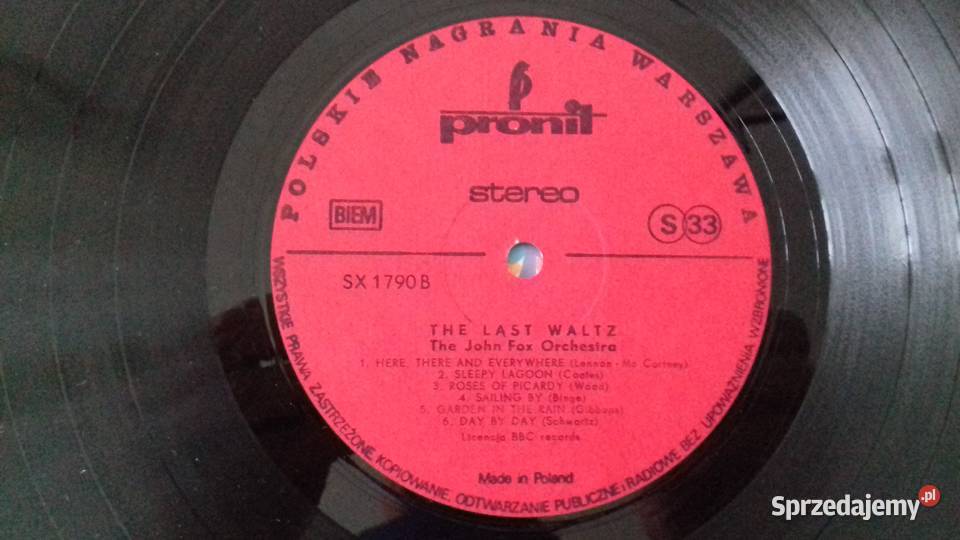 POLSKIE NAGRANIA WARSZAWA
pronit
stereo
BIEM
S 33
SX 1790 B
THE LAST WALTZ
The John Fox Orchestra
1. HERE, THERE AND EVERYWHERE (Lennon - Mc Cartney)
2. SLEEPY LAGOON (Coates)
3. ROSES OF PICARDY (Wood)
4. SAILING BY (Binge)
5. GARDEN IN THE RAIN (Gibbons)
6. DAY BY DAY (Schwartz)
Licencja BBC records
Made in Poland
WSZYSTKIE PRAWA ZASTRZEŻONE, KOPIOWANIE, ODTWARZANIE PUBLICZNE i RADIOWE BEZ UPOWAŻNIENIA WZBRONIONE
Sprzedajemy.pl